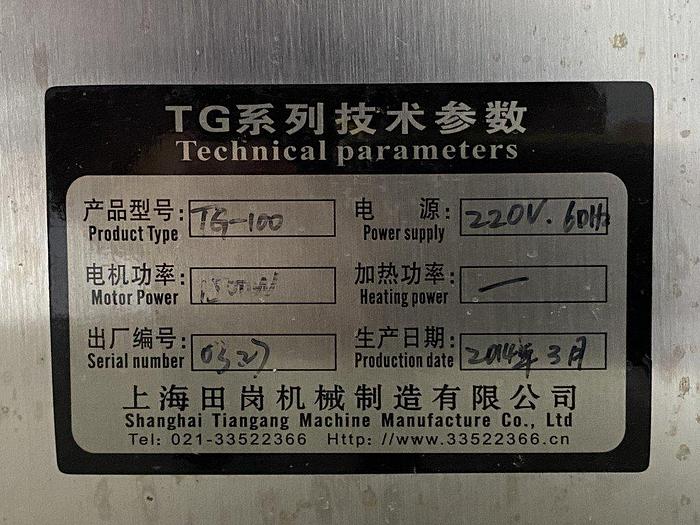 TG系列技术参数
Technical parameters
产品型号: TG-100 电 源: 220V. 60Hz
Product Type Power supply
电机功率: 加热功率: —
Motor Power Heating power
出厂编号: 0327 生产日期: 2014年3月
Serial number Production date
上海田岗机械制造有限公司
Shanghai Tiangang Machine Manufacture Co., Ltd
Tel: 021-33522366 Http: //www.33522366.cn